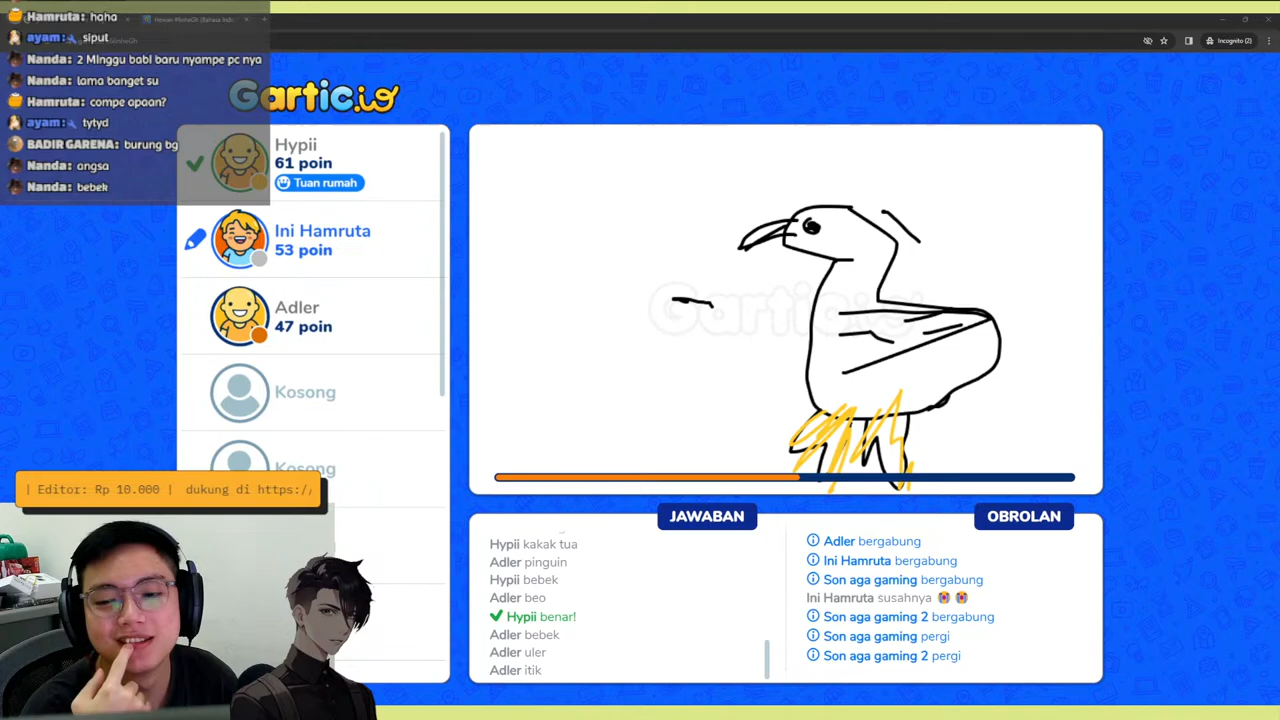 Hamruta: haha
ayam: siput
Nanda: 2 MInggu babI baru nyampe pc nya
Nanda: lama banget su
Hamruta: compe apaan?
ayam: tytyd
BADIR GARENA: burung bg
Nanda: angsa
Nanda: bebek
Incognito (2)
Gartic.io
Hypii
61 poin
Tuan rumah
Ini Hamruta
53 poin
Adler
47 poin
Kosong
Kosong
| Editor: Rp 10.000 | dukung di https:/
Gartic.io
JAWABAN
Hypii kakak tua
Adler pinguin
Hypii bebek
Adler beo
Hypii benar!
Adler bebek
Adler uler
Adler itik
OBROLAN
Adler bergabung
Ini Hamruta bergabung
Son aga gaming bergabung
Ini Hamruta susahnya
Son aga gaming 2 bergabung
Son aga gaming pergi
Son aga gaming 2 pergi